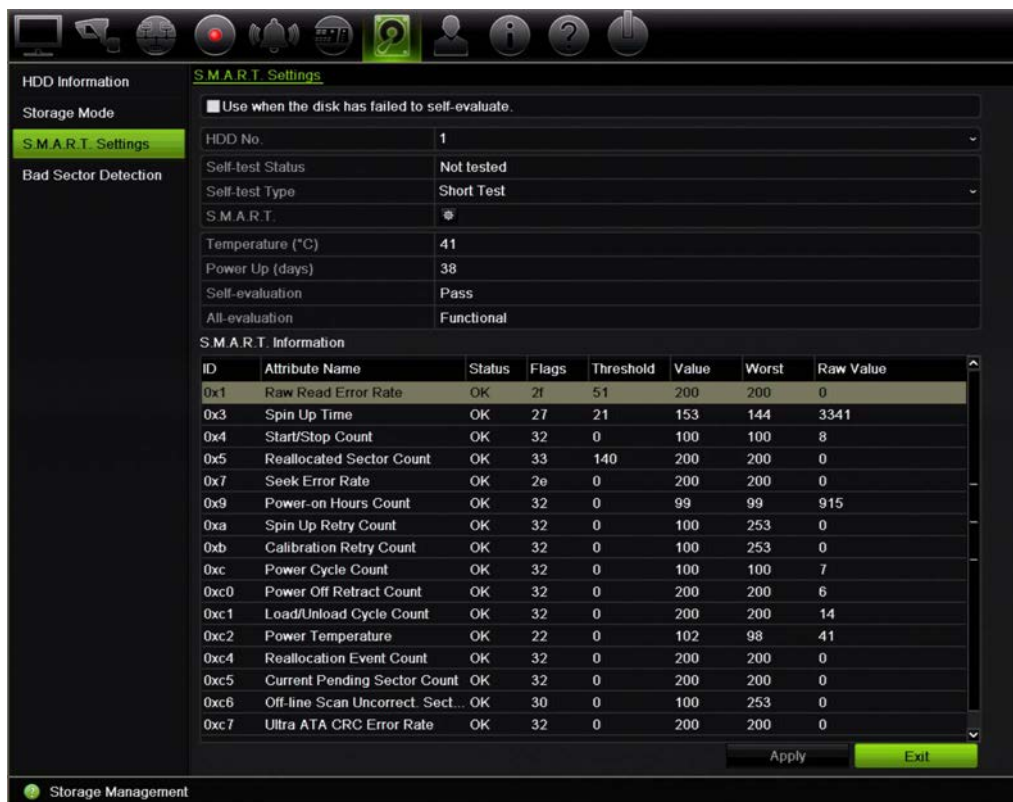 HDD Information
Storage Mode
S.M.A.R.T. Settings
Bad Sector Detection
S.M.A.R.T. Settings
Use when the disk has failed to self-evaluate.
HDD No. 1
Self-test Status Not tested
Self-test Type Short Test
S.M.A.R.T.
Temperature (°C) 41
Power Up (days) 38
Self-evaluation Pass
All-evaluation Functional
S.M.A.R.T. Information
ID Attribute Name Status Flags Threshold Value Worst Raw Value
0x1 Raw Read Error Rate OK 2f 51 200 200 0
0x3 Spin Up Time OK 27 21 153 144 3341
0x4 Start/Stop Count OK 32 0 100 100 8
0x5 Reallocated Sector Count OK 33 140 200 200 0
0x7 Seek Error Rate OK 2e 0 200 200 0
0x9 Power-on Hours Count OK 32 0 99 99 915
0xa Spin Up Retry Count OK 32 0 100 253 0
0xb Calibration Retry Count OK 32 0 100 253 0
0xc Power Cycle Count OK 32 0 100 100 7
0xc0 Power Off Retract Count OK 32 0 200 200 6
0xc1 Load/Unload Cycle Count OK 32 0 200 200 14
0xc2 Power Temperature OK 22 0 102 98 41
0xc4 Reallocation Event Count OK 32 0 200 200 0
0xc5 Current Pending Sector Count OK 32 0 200 200 0
0xc6 Off-line Scan Uncorrect. Sect... OK 30 0 100 253 0
0xc7 Ultra ATA CRC Error Rate OK 32 0 200 200 0
Apply Exit
Storage Management